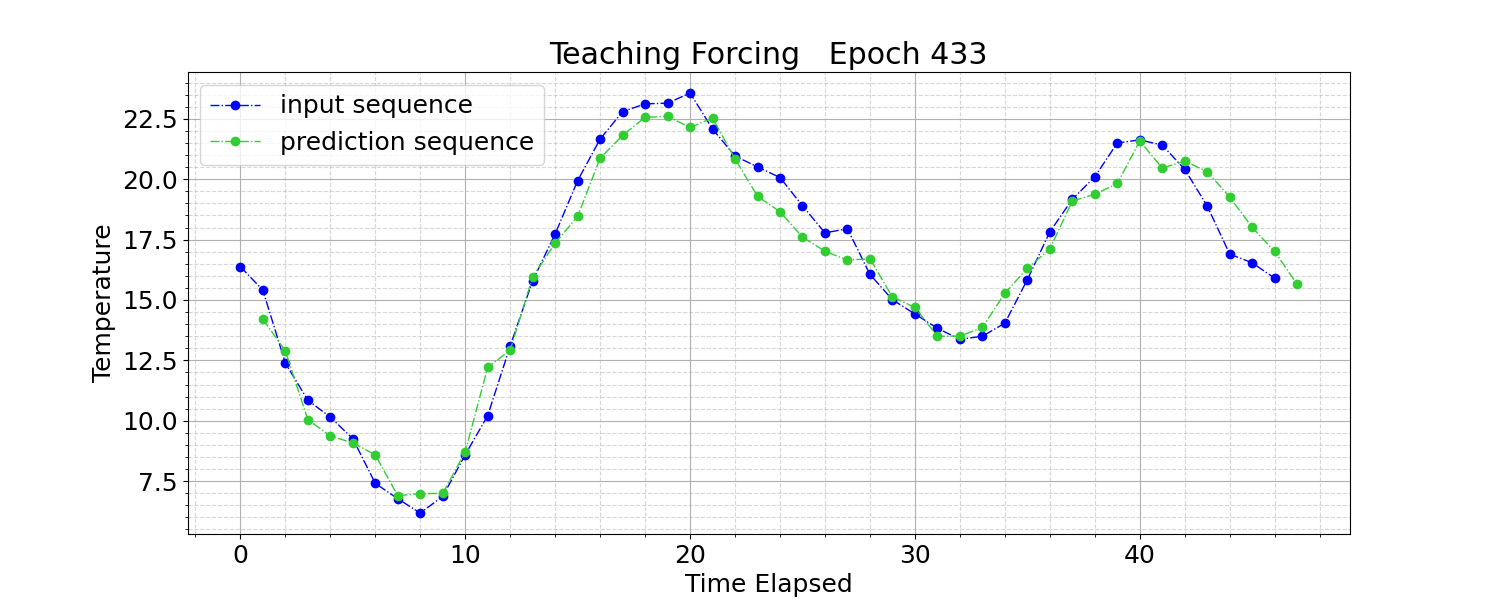 Teaching Forcing   Epoch 433
input sequence
prediction sequence
22.5
20.0
17.5
15.0
12.5
10.0
7.5
Temperature
0 10 20 30 40
Time Elapsed